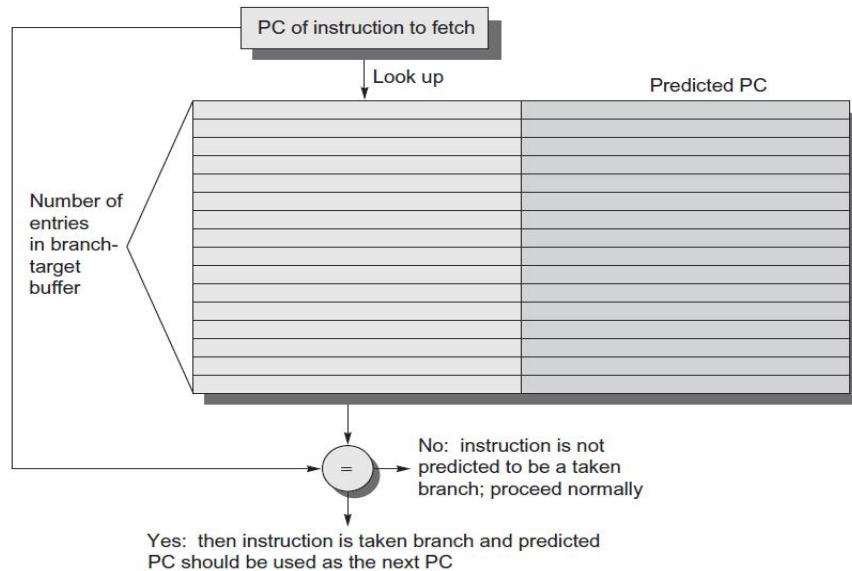 PC of instruction to fetch
Look up
Predicted PC
Number of
entries
in branch-
target
buffer
=
No: instruction is not
predicted to be a taken
branch; proceed normally
Yes: then instruction is taken branch and predicted
PC should be used as the next PC